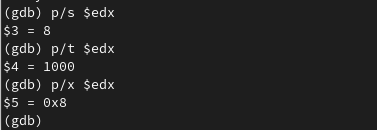 (gdb) p/s $edx
$3 = 8
(gdb) p/t $edx
$4 = 1000
(gdb) p/x $edx
$5 = 0x8
(gdb)